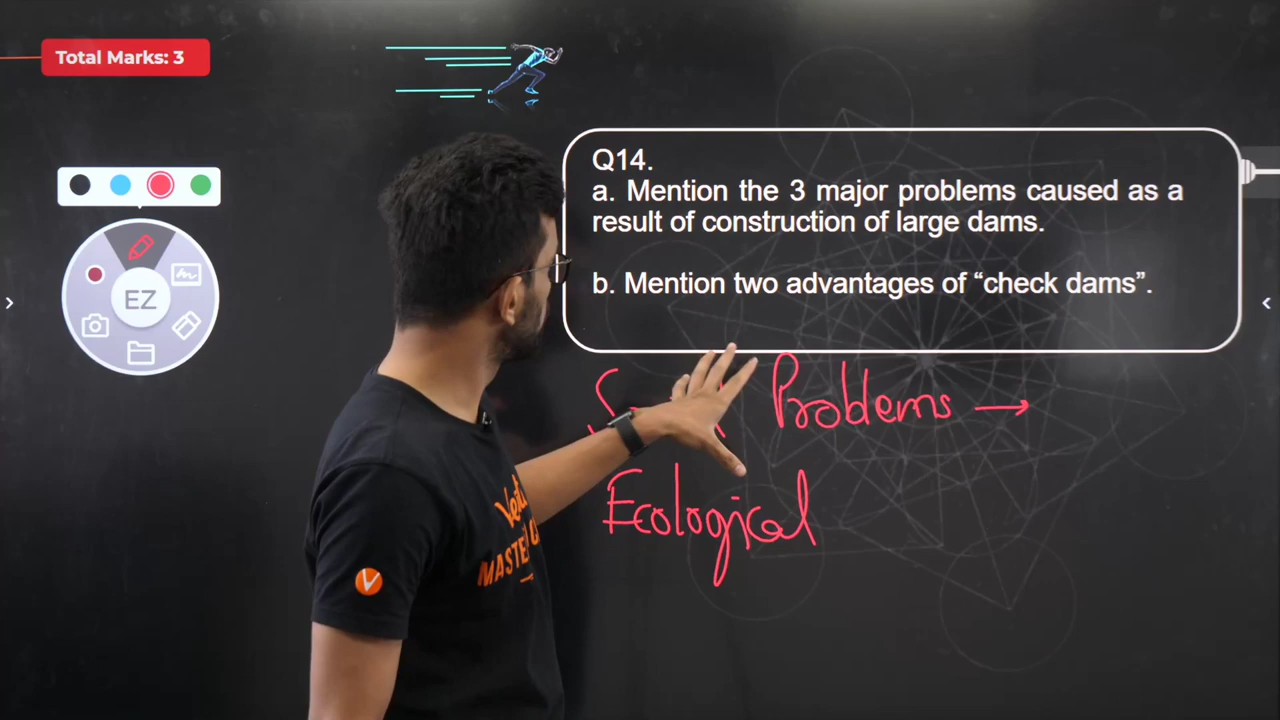 Total Marks: 3
Q14.
a. Mention the 3 major problems caused as a
result of construction of large dams.
b. Mention two advantages of “check dams”.
EZ
Problems →
Ecological